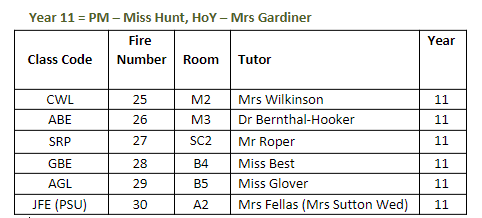 Year 11 = PM – Miss Hunt, HoY – Mrs Gardiner
Class Code Fire Number Room Tutor Year
CWL 25 M2 Mrs Wilkinson 11
ABE 26 M3 Dr Bernthal-Hooker 11
SRP 27 SC2 Mr Roper 11
GBE 28 B4 Miss Best 11
AGL 29 B5 Miss Glover 11
JFE (PSU) 30 A2 Mrs Fellas (Mrs Sutton Wed) 11